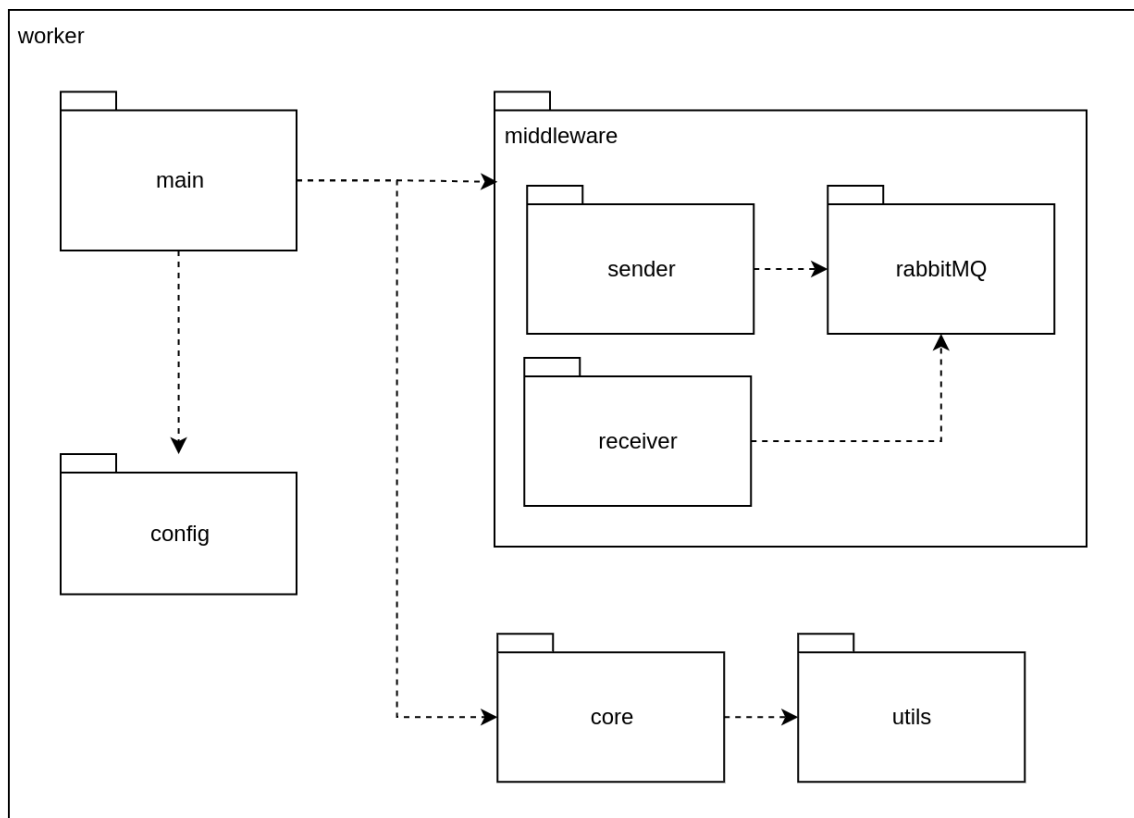 worker
main
middleware
sender
rabbitMQ
receiver
config
core
utils